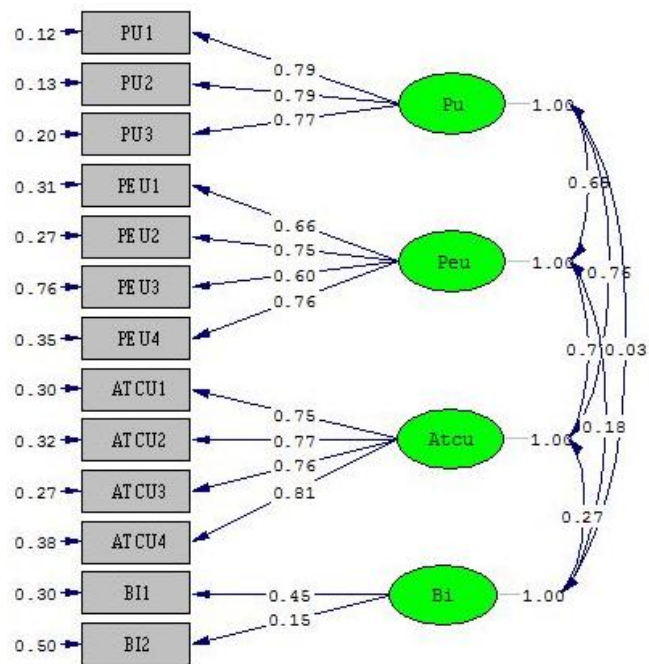 0.12 PU1
0.79
0.13 PU2
0.79
Pu 1.00
0.77
0.20 PU3
0.31 PEU1
0.66
0.27 PEU2
0.75
Peu 1.00
0.60
0.76 PEU3
0.76
0.35 PEU4
0.76
0.03
0.30 ATCU1
0.75
0.18
0.32 ATCU2
0.77
Atcu 1.00
0.76
0.27 ATCU3
0.81
0.27
0.38 ATCU4
0.30 BI1
0.45
Bi 1.00
0.15
0.50 BI2